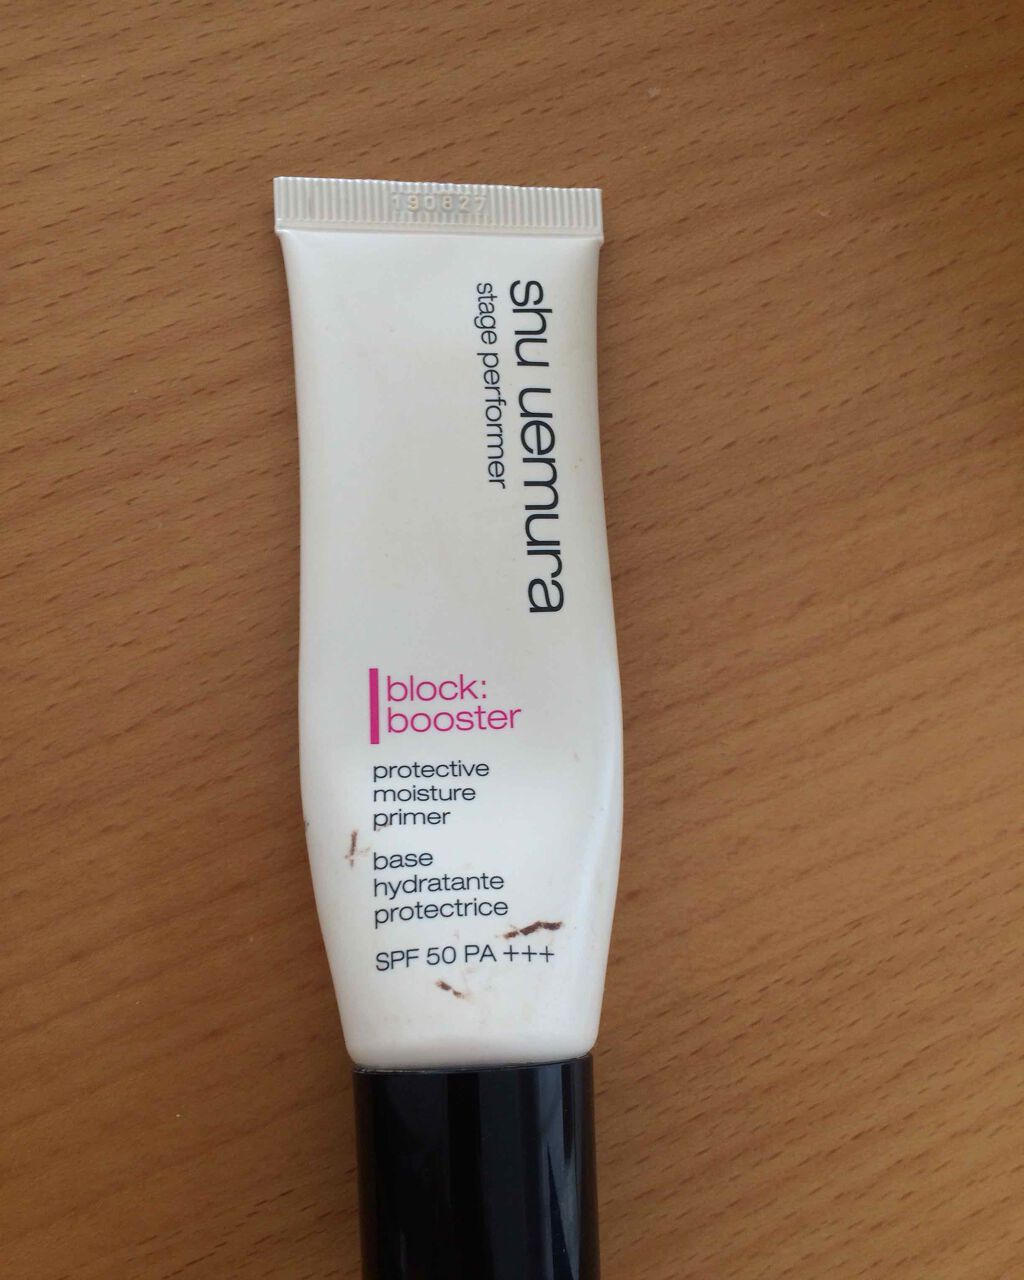 190827
shu uemura
stage performer
block:
booster
protective
moisture
primer
base
hydratante
protectrice
SPF 50 PA +++